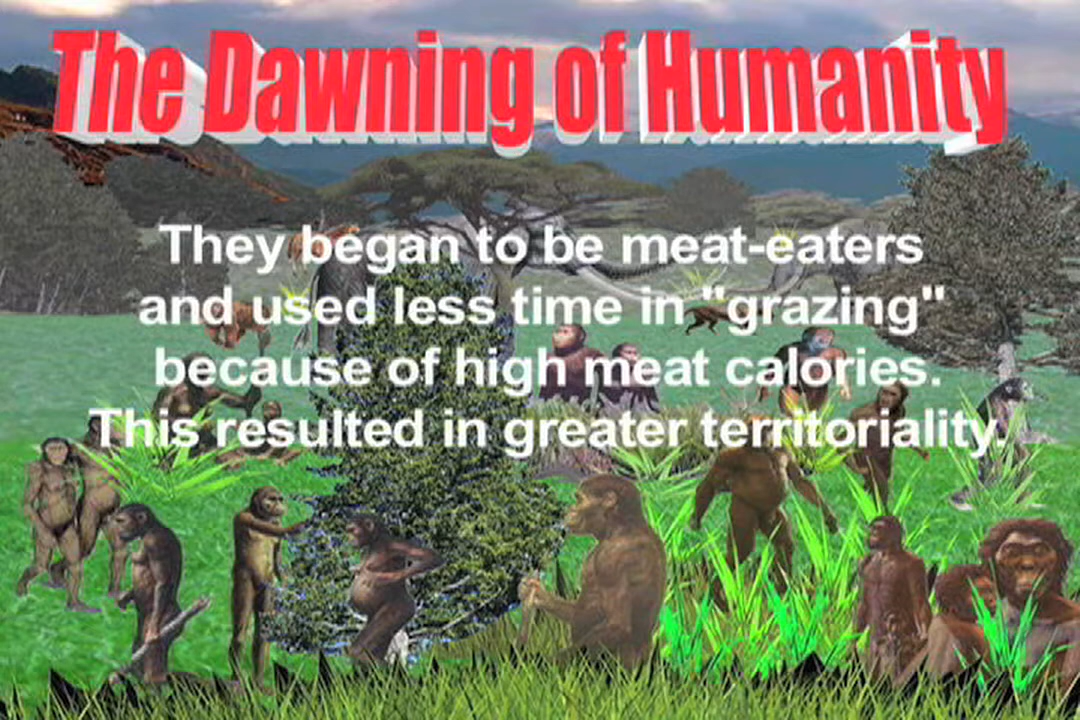 The Dawning of Humanity
They began to be meat-eaters
and used less time in "grazing"
because of high meat calories.
This resulted in greater territoriality.